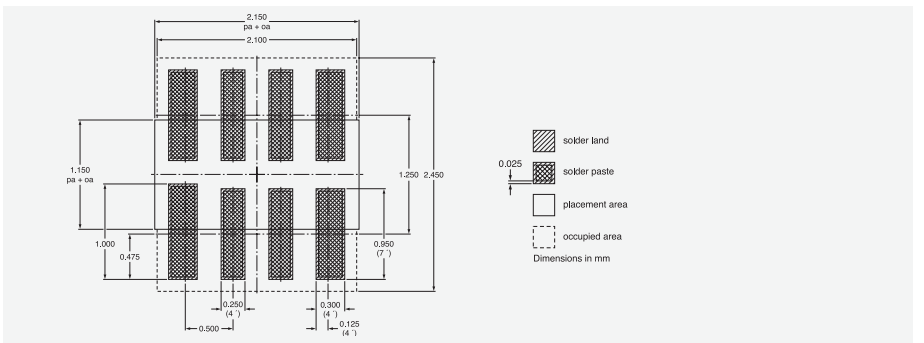 2.150
pa + oa
2.100
1.150
pa + oa
1.250
2.450
1.000
0.475
0.950
(7 ´)
0.250
(4 ´)
0.300
(4 ´)
0.500
0.125
(4 ´)
solder land
0.025
solder paste
placement area
occupied area
Dimensions in mm